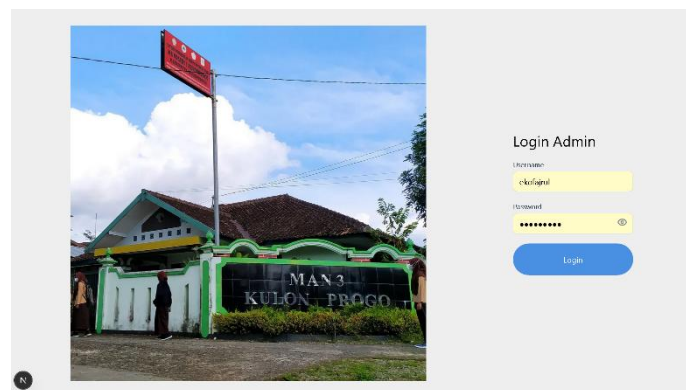 MAN 3
KULON PROGO
Login Admin
Username
ekofajrul
Password
Login
N